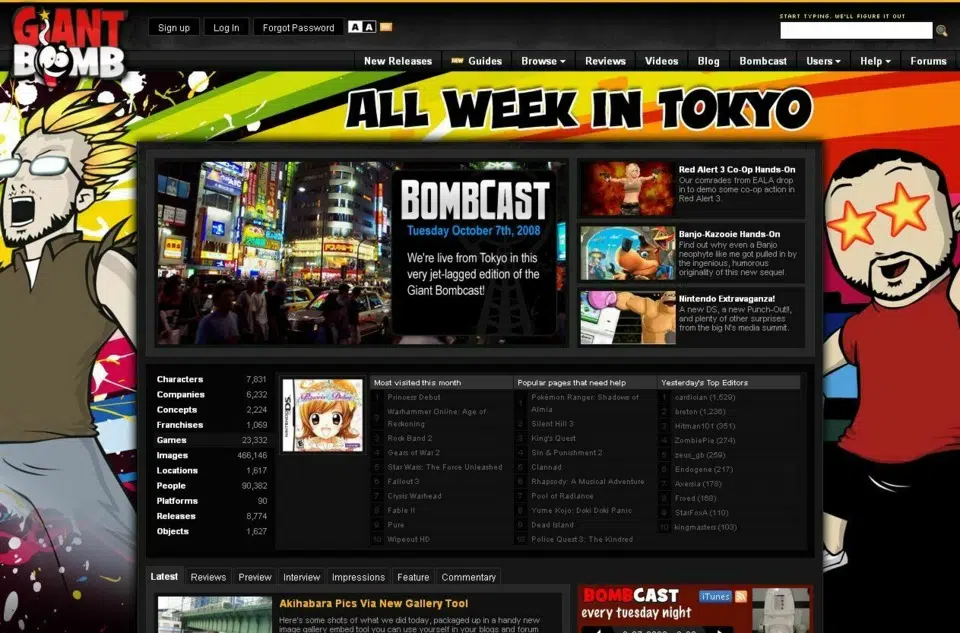 GIANT BOMB
Sign up
Log In
Forgot Password
A A
START TYPING. WE'LL FIGURE IT OUT
New Releases
NEW Guides
Browse
Reviews
Videos
Blog
Bombcast
Users
Help
Forums
ALL WEEK IN TOKYO
BOMBCAST
Tuesday October 7th, 2008
We're live from Tokyo in this
very jet-lagged edition of the
Giant Bombcast!
Red Alert 3 Co-Op Hands-On
Our comrades from EALA drop
in to demo some co-op action in
Red Alert 3.
Banjo-Kazooie Hands-On
Find out why even a Banjo
neophyte like me got pulled in by
the ingenious, humorous
originality of this new sequel.
Nintendo Extravaganza!
A new DS, a new Punch-Out!!,
and plenty of other surprises
from the big N's media summit.
Characters 7,831
Companies 6,232
Concepts 2,224
Franchises 1,069
Games 23,332
Images 466,146
Locations 1,617
People 90,382
Platforms 90
Releases 8,774
Objects 1,627
Most visited this month
1 Princess Debut
2 Warhammer Online: Age of
Reckoning
3 Rock Band 2
4 Gears of War 2
5 Star Wars: The Force Unleashed
6 Fallout 3
7 Crysis Warhead
8 Fable II
9 Pure
10 Wipeout HD
Popular pages that need help
1 Pokémon Ranger: Shadows of
Almia
2 Silent Hill 3
3 King's Quest
4 Sin & Punishment 2
5 Clannad
6 Rhapsody: A Musical Adventure
7 Pool of Radiance
8 Yume Kojo: Doki Doki Panic
9 Dead Island
10 Police Quest 3: The Kindred
Yesterday's Top Editors
1 cardioian (1,529)
2 breton (1,236)
3 Hitman101 (351)
4 ZombiePie (274)
5 zeus_gb (259)
6 Endogene (217)
7 Axersia (178)
8 Froed (168)
9 StarFoxA (110)
10 kingmasters (103)
Latest
Reviews
Preview
Interview
Impressions
Feature
Commentary
Akihabara Pics Via New Gallery Tool
Here's some shots of what we did today, packaged up in a handy new
image gallery embed tool you can use yourself in your blogs and forum
BOMBCAST
every tuesday night
iTunes